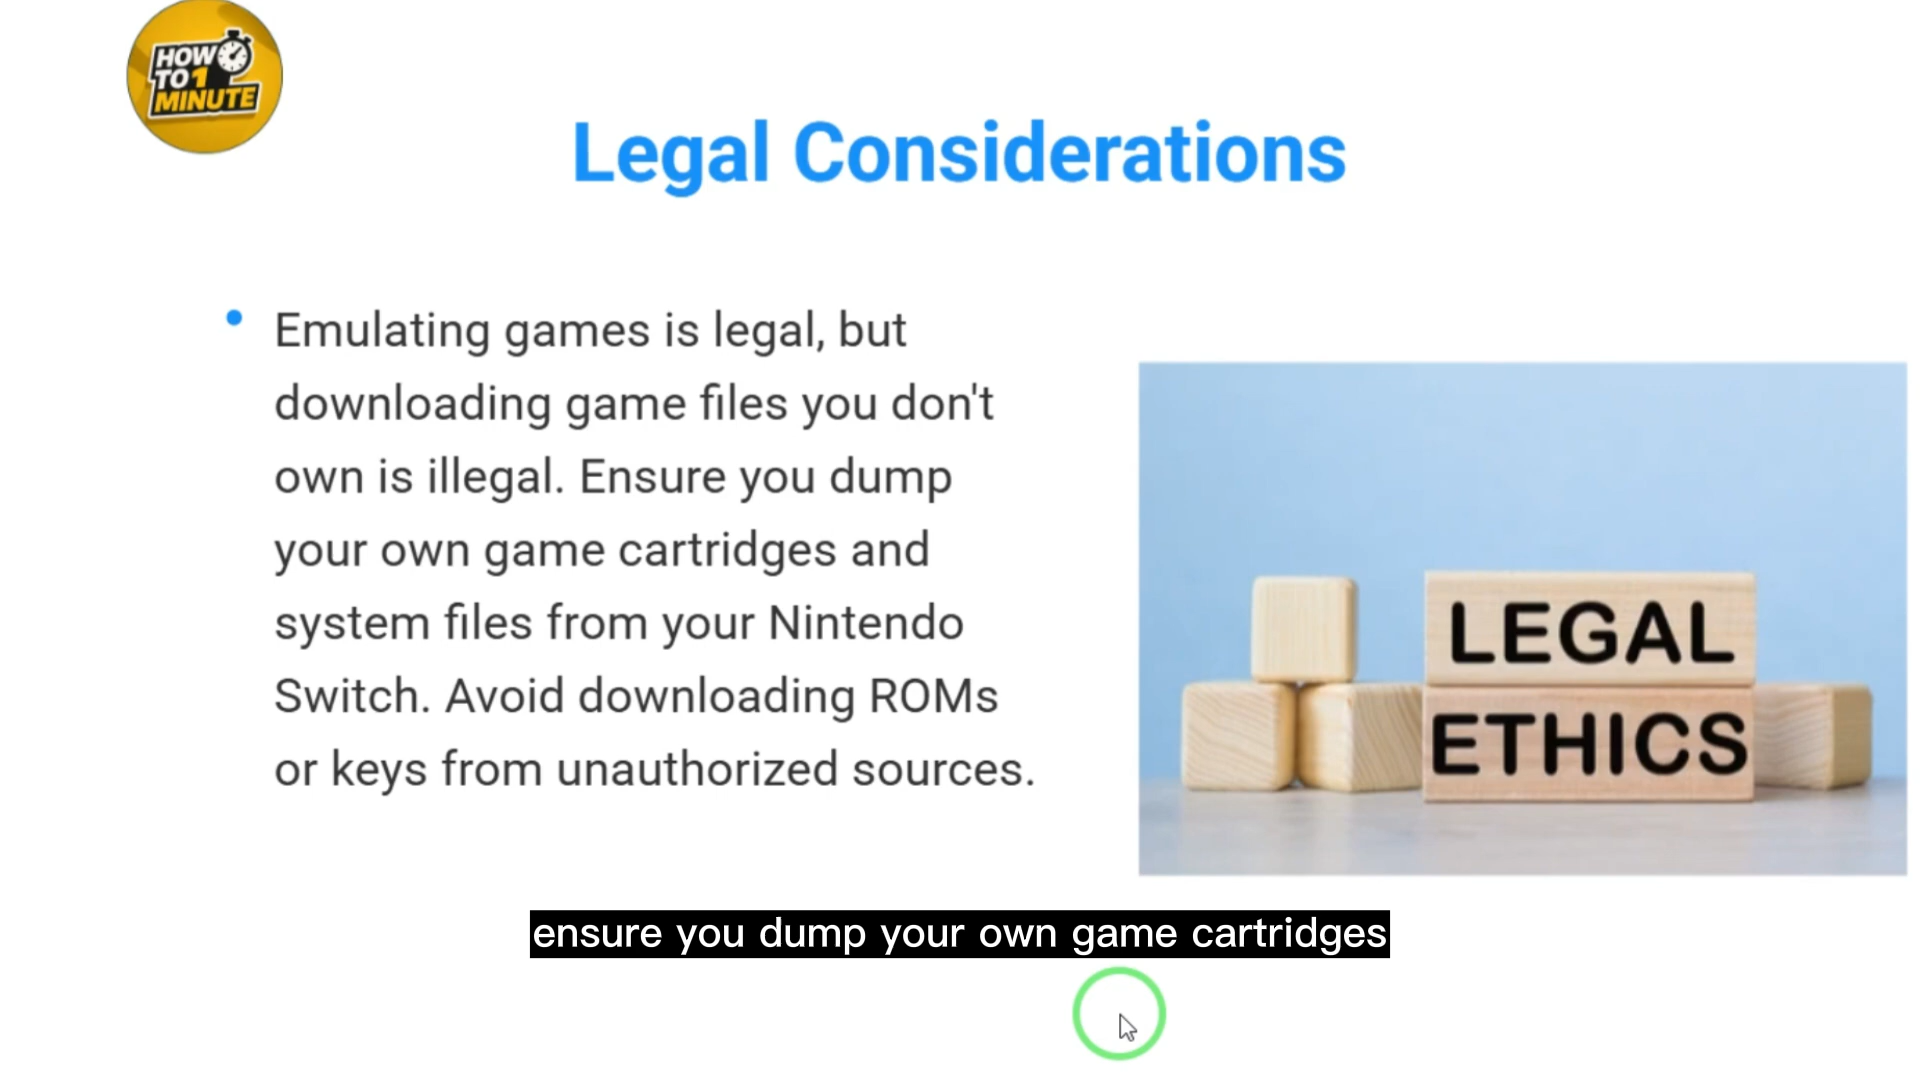 HOW
TO 1
MINUTE
Legal Considerations
Emulating games is legal, but
downloading game files you don't
own is illegal. Ensure you dump
your own game cartridges and
system files from your Nintendo
Switch. Avoid downloading ROMs
or keys from unauthorized sources.
LEGAL
ETHICS
ensure you dump your own game cartridges